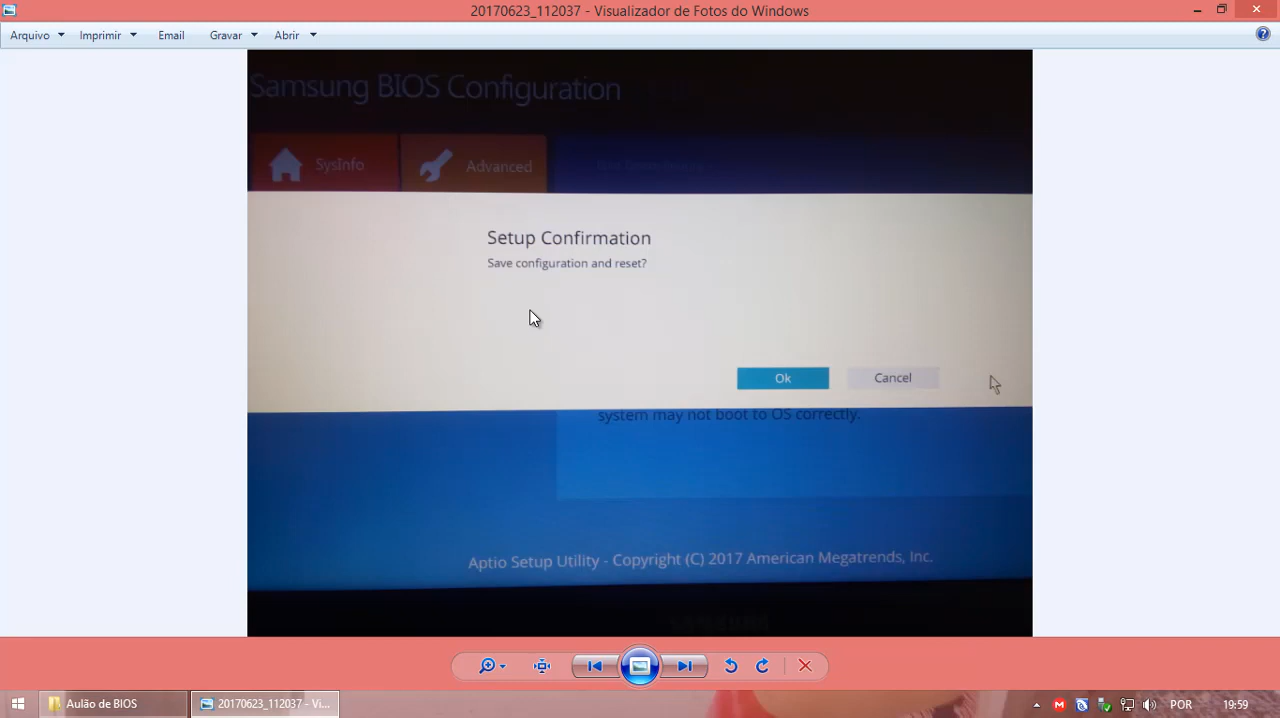 20170623_112037 - Visualizador de Fotos do Windows
Arquivo Imprimir Email Gravar Abrir
Samsung BIOS Configuration
SysInfo Advanced
Setup Confirmation
Save configuration and reset?
Ok Cancel
system may not boot to OS correctly.
Aptio Setup Utility - Copyright (C) 2017 American Megatrends, Inc.
Aulão de BIOS 20170623_112037 - Vi... POR 19:59